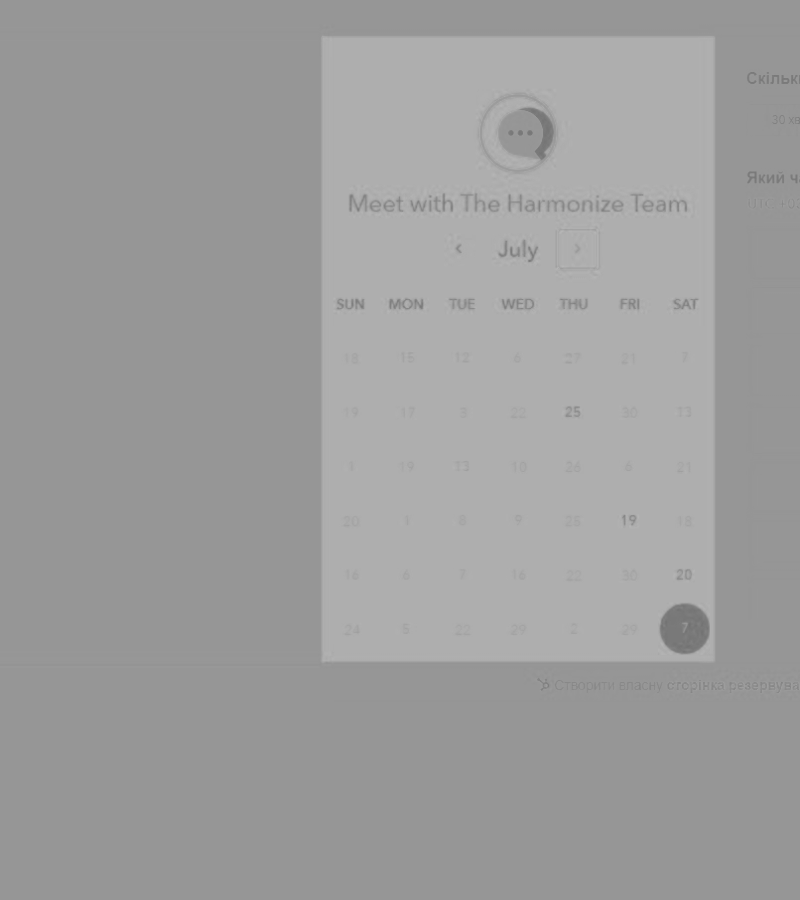 Meet with The Harmonize Team
July
SUN MON TUE WED THU FRI SAT
18 15 12 6 27 21 7
19 17 3 22 25 30 13
1 19 13 10 26 6 21
20 1 8 9 28 19 18
16 6 7 16 22 30 20
24 5 22 29 2 29 7
Скільк
30 хв
Який ч
Створити власну сторінка резервува